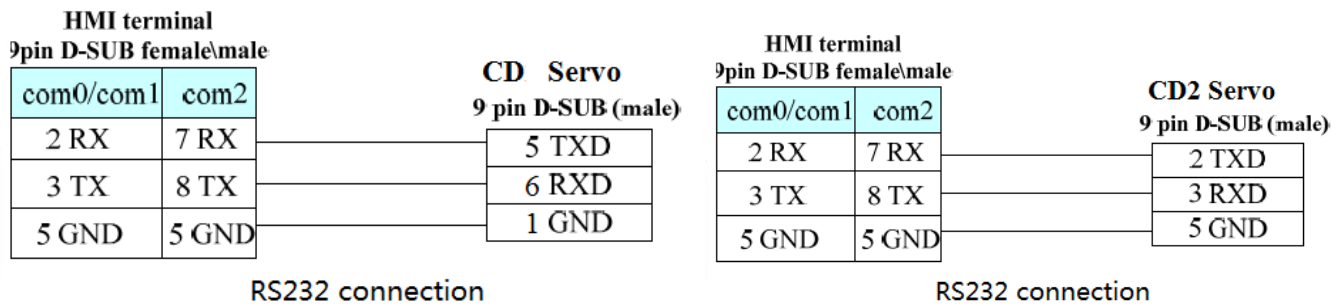 HMI terminal
9pin D-SUB female\male
com0/com1 com2
2 RX 7 RX
3 TX 8 TX
5 GND 5 GND
CD Servo
9 pin D-SUB (male)
5 TXD
6 RXD
1 GND
RS232 connection
HMI terminal
9pin D-SUB female\male
com0/com1 com2
2 RX 7 RX
3 TX 8 TX
5 GND 5 GND
CD2 Servo
9 pin D-SUB (male)
2 TXD
3 RXD
5 GND
RS232 connection